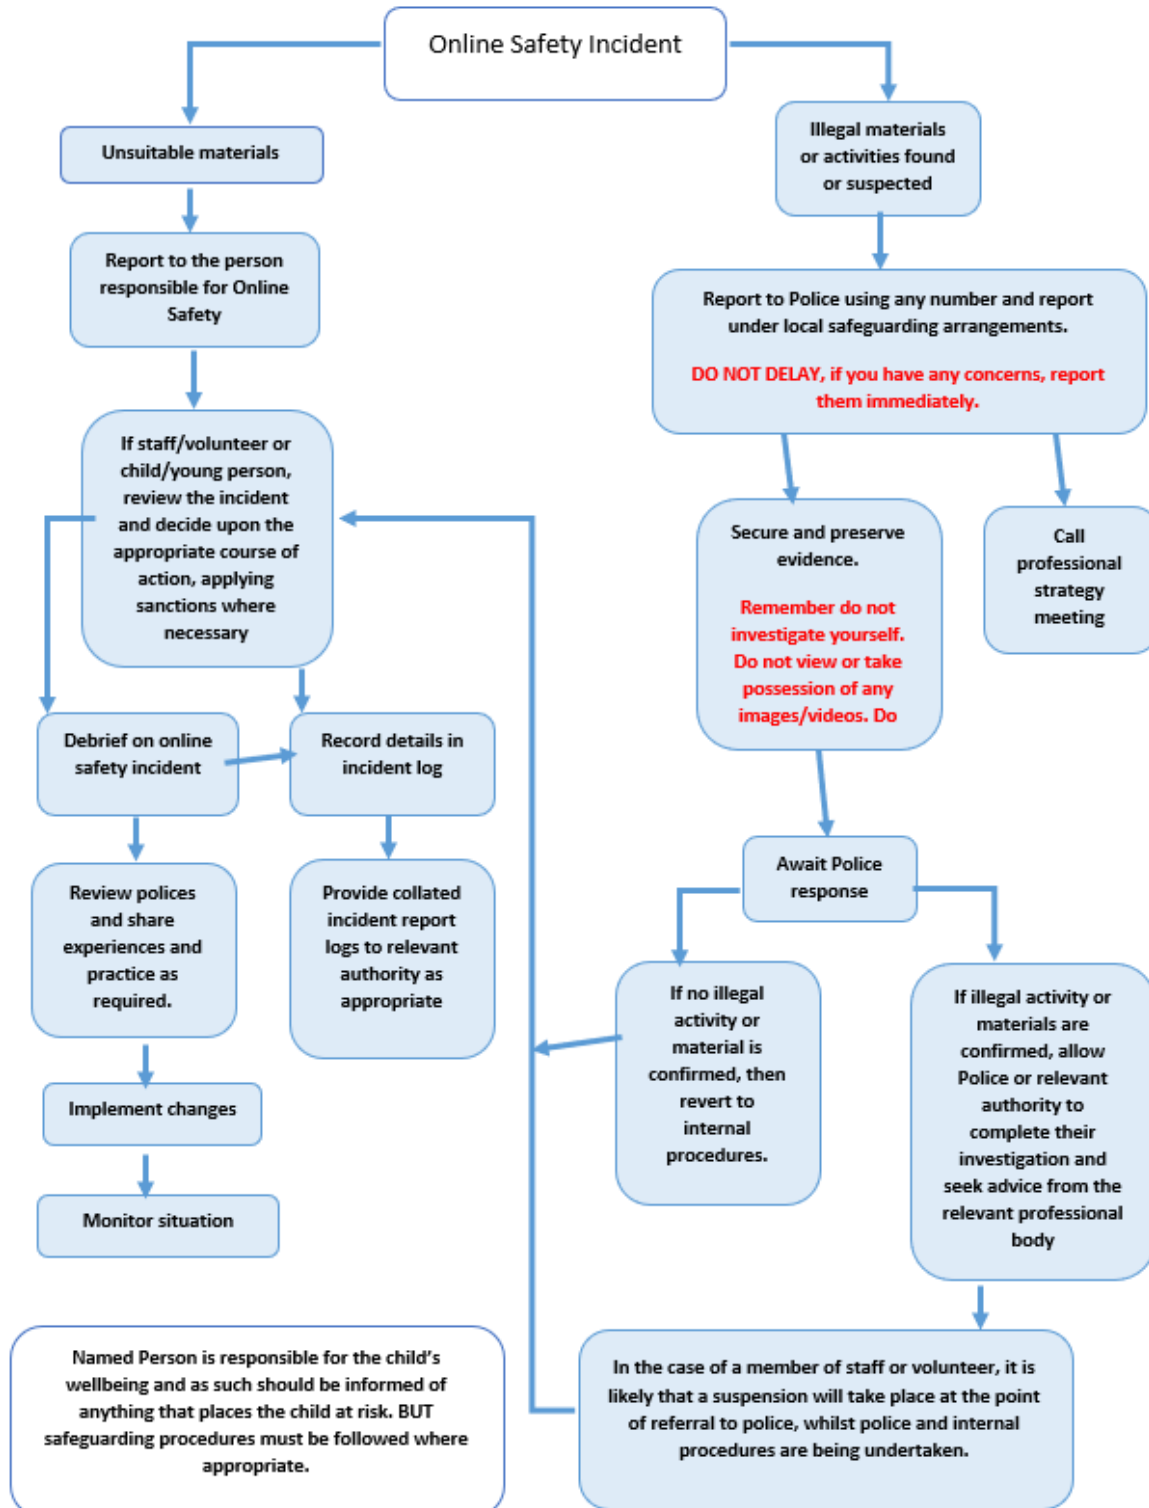 Online Safety Incident
Unsuitable materials
Report to the person
responsible for Online
Safety
If staff/volunteer or
child/young person,
review the incident
and decide upon the
appropriate course of
action, applying
sanctions where
necessary
Debrief on online
safety incident
Record details in
incident log
Review polices
and share
experiences and
practice as
required.
Provide collated
incident report
logs to relevant
authority as
appropriate
Implement changes
Monitor situation
Illegal materials
or activities found
or suspected
Report to Police using any number and report
under local safeguarding arrangements.
DO NOT DELAY, if you have any concerns, report
them immediately.
Secure and preserve
evidence.
Remember do not
investigate yourself.
Do not view or take
possession of any
images/videos. Do
Call
professional
strategy
meeting
Await Police
response
If no illegal
activity or
material is
confirmed, then
revert to
internal
procedures.
If illegal activity or
materials are
confirmed, allow
Police or relevant
authority to
complete their
investigation and
seek advice from the
relevant professional
body
In the case of a member of staff or volunteer, it is
likely that a suspension will take place at the point
of referral to police, whilst police and internal
procedures are being undertaken.
Named Person is responsible for the child's
wellbeing and as such should be informed of
anything that places the child at risk. BUT
safeguarding procedures must be followed where
appropriate.